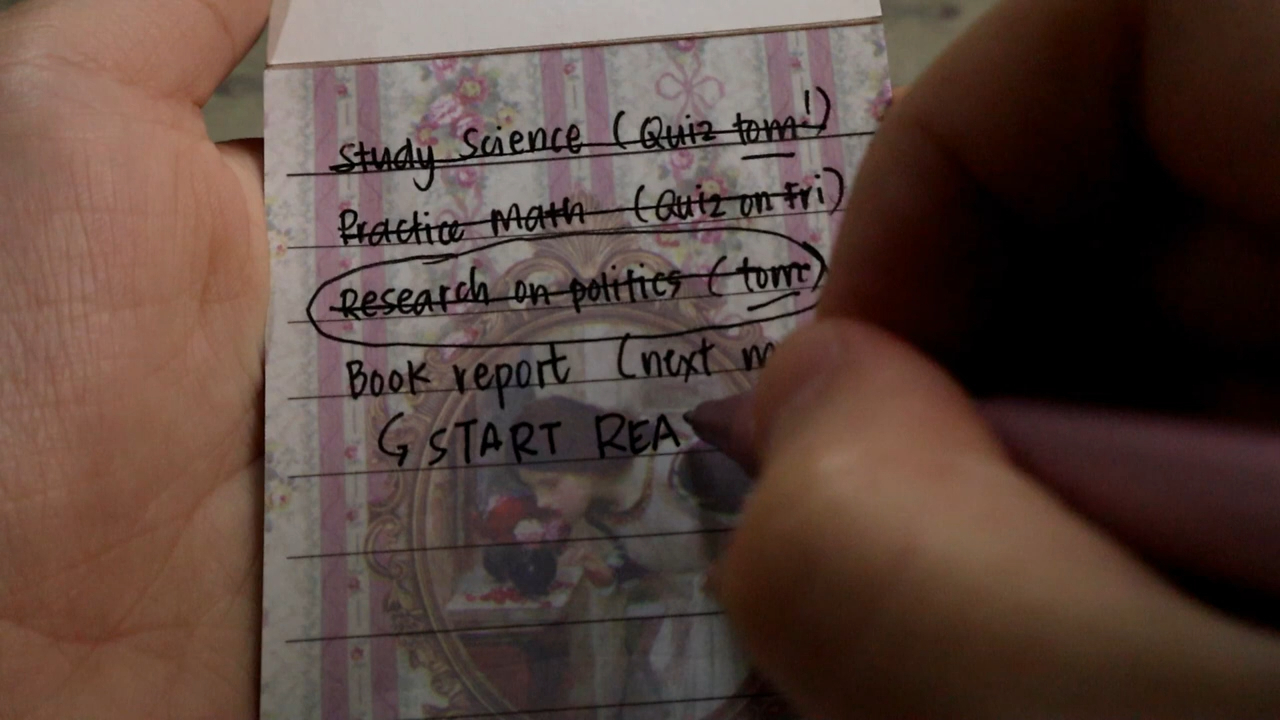 Study Science (Quiz tom!)
Practice Math (Quiz on Fri)
Research on politics (tom)
Book report (next m
START REA